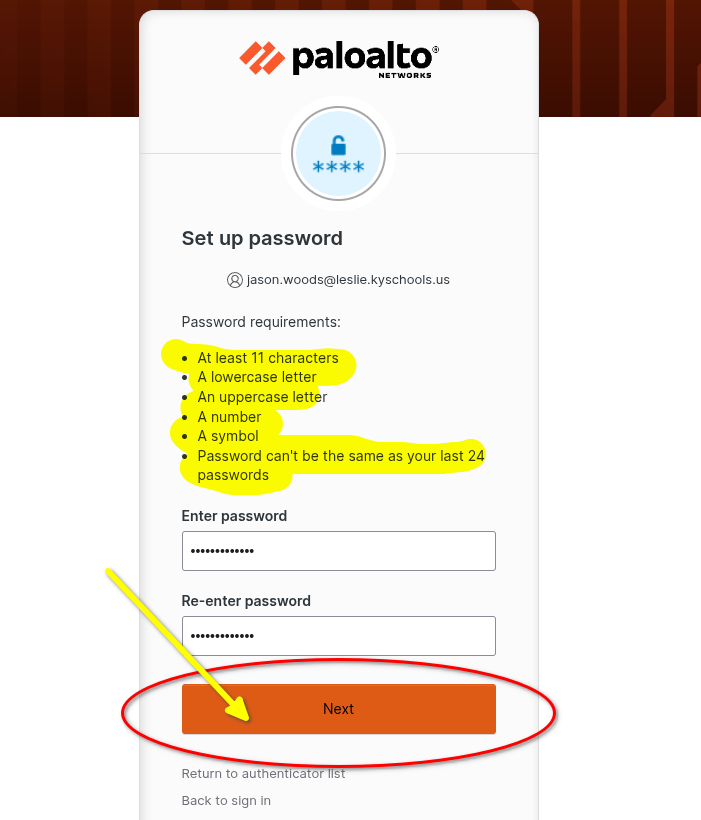 paloalto®
NETWORKS
****
Set up password
jason.woods@leslie.kyschools.us
Password requirements:
• At least 11 characters
• A lowercase letter
• An uppercase letter
• A number
• A symbol
• Password can't be the same as your last 24
passwords
Enter password
•••••••••••••
Re-enter password
•••••••••••••
Next
Return to authenticator list
Back to sign in